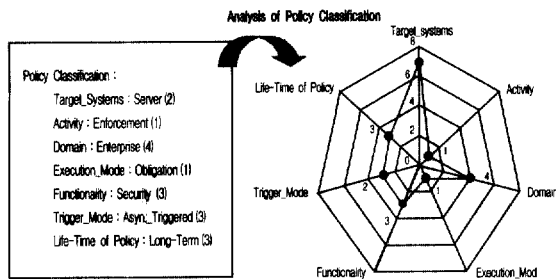 Analysis of Policy Classification
Policy Classification :
Target_Systems : Server (2)
Activity : Enforcement (1)
Domain : Enterprise (4)
Execution_Mode : Obligation (1)
Functionality : Security (3)
Trigger_Mode : Asyn;_Triggered (3)
Life-Time of Policy : Long-Term (3)
Target_systems
8
6
4
2
0
Life-Time of Policy
3
Activity
1
Trigger_Mode
2
4
Domain
3
1
Functionality
Execution_Mod